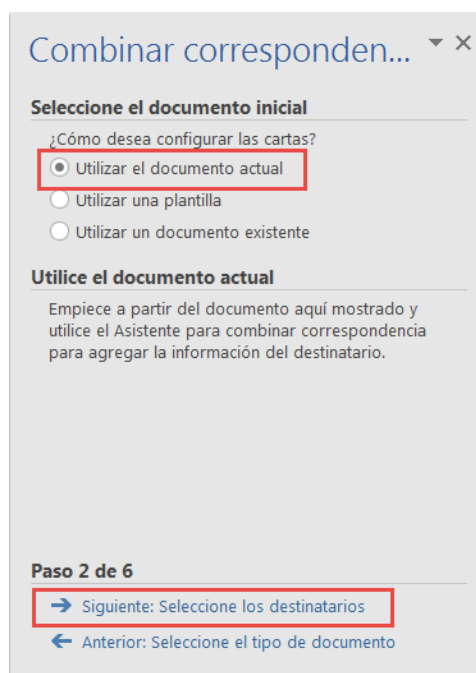 Combinar corresponden...
Seleccione el documento inicial
¿Cómo desea configurar las cartas?
Utilizar el documento actual
Utilizar una plantilla
Utilizar un documento existente
Utilice el documento actual
Empiece a partir del documento aquí mostrado y
utilice el Asistente para combinar correspondencia
para agregar la información del destinatario.
Paso 2 de 6
Siguiente: Seleccione los destinatarios
Anterior: Seleccione el tipo de documento